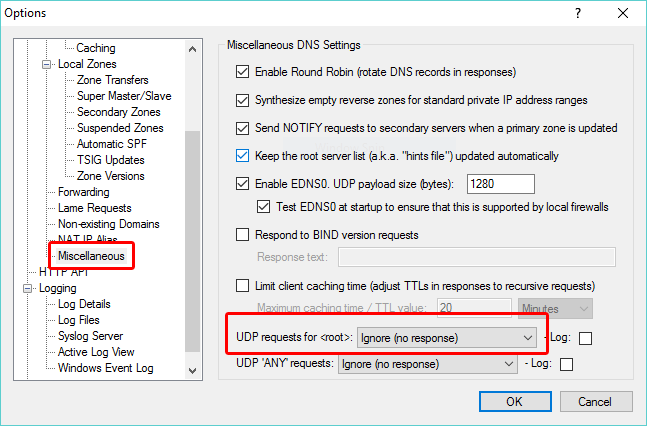 Options
Caching
Local Zones
Zone Transfers
Super Master/Slave
Secondary Zones
Suspended Zones
Automatic SPF
TSIG Updates
Zone Versions
Forwarding
Lame Requests
Non-existing Domains
NAT IP Alias
Miscellaneous
HTTP API
Logging
Log Details
Log Files
Syslog Server
Active Log View
Windows Event Log
Miscellaneous DNS Settings
Enable Round Robin (rotate DNS records in responses)
Synthesize empty reverse zones for standard private IP address ranges
Send NOTIFY requests to secondary servers when a primary zone is updated
Keep the root server list (a.k.a. "hints file") updated automatically
Enable EDNS0. UDP payload size (bytes): 1280
Test EDNS0 at startup to ensure that this is supported by local firewalls
Respond to BIND version requests
Response text:
Limit client caching time (adjust TTLs in responses to recursive requests)
Maximum caching time / TTL value: 20 Minutes
UDP requests for <root>: Ignore (no response) - Log:
UDP 'ANY' requests: Ignore (no response) - Log:
OK Cancel